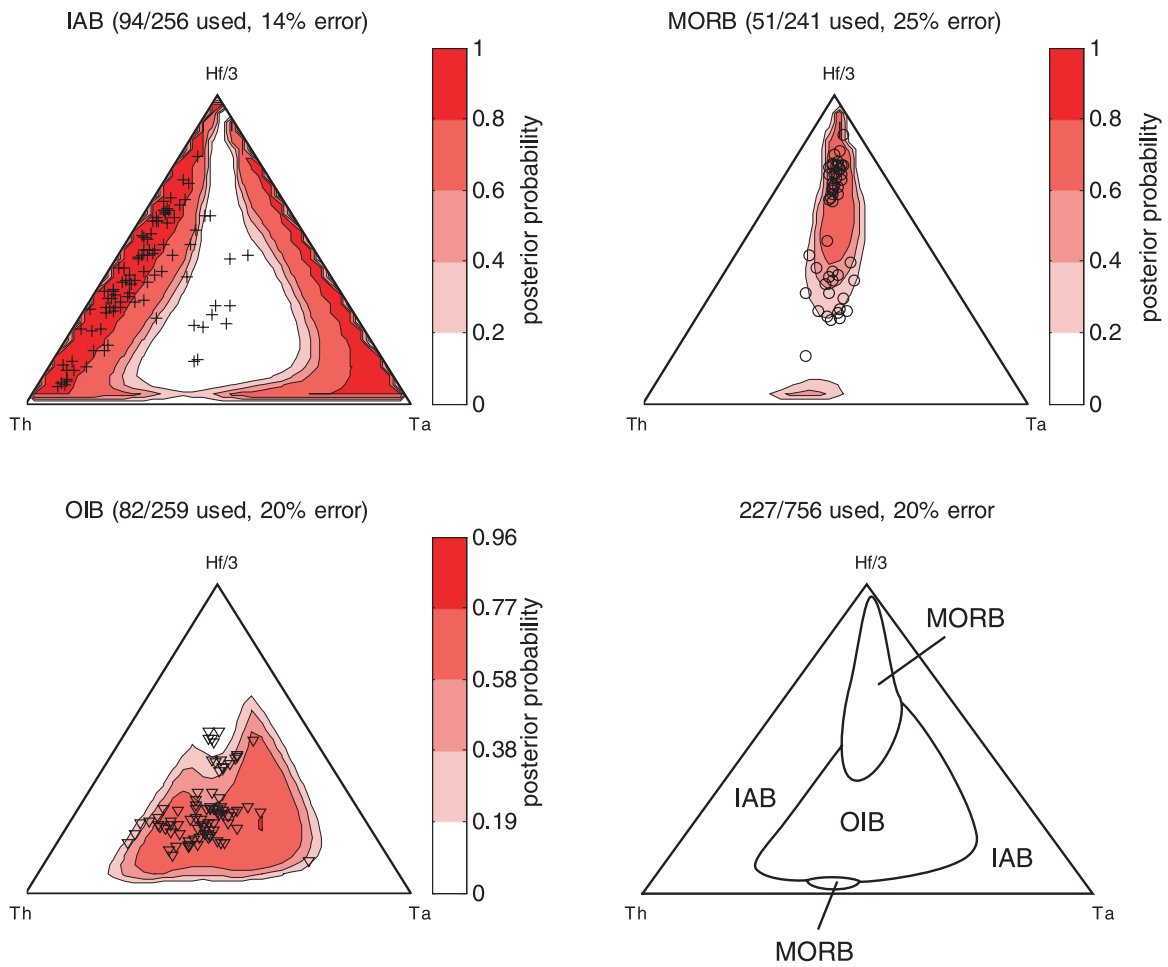 IAB (94/256 used, 14% error)
Hf/3
Th
Ta
1
0.8
0.6
0.4
0.2
0
posterior probability
MORB (51/241 used, 25% error)
Hf/3
Th
Ta
1
0.8
0.6
0.4
0.2
0
posterior probability
OIB (82/259 used, 20% error)
Hf/3
Th
Ta
0.96
0.77
0.58
0.38
0.19
0
posterior probability
227/756 used, 20% error
Hf/3
MORB
IAB
OIB
IAB
Th
Ta
MORB